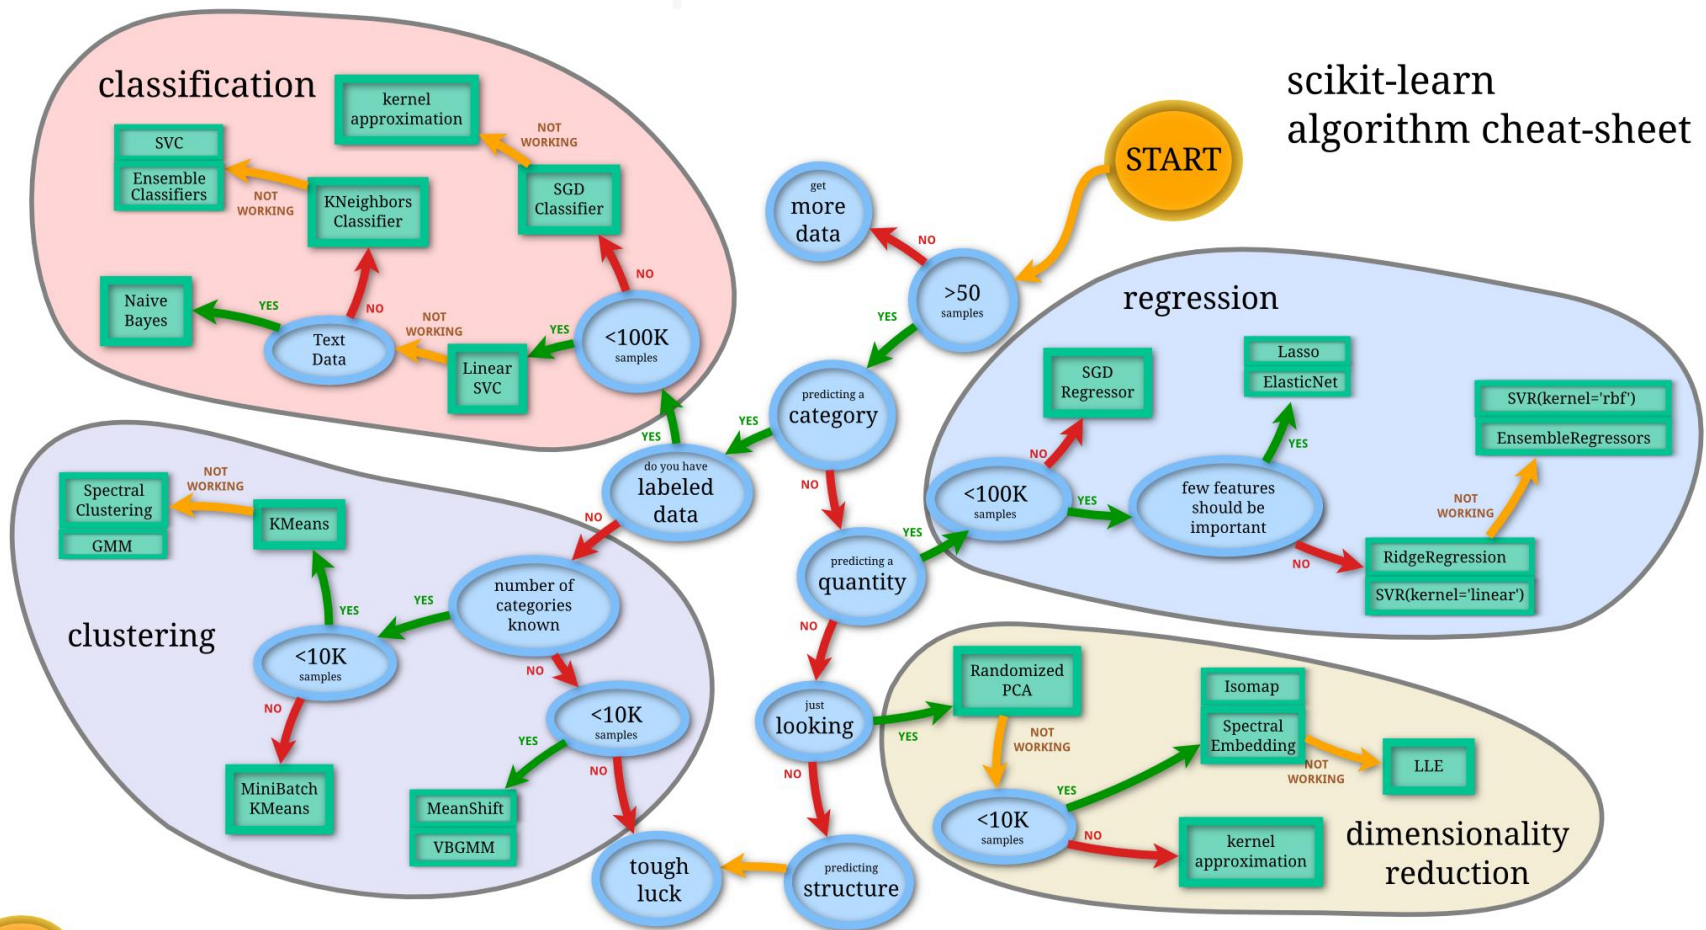 scikit-learn
algorithm cheat-sheet
START
get
more
data
NO
>50
samples
YES
predicting a
category
YES
NO
do you have
labeled
data
YES
NO
predicting a
quantity
YES
NO
just
looking
YES
NO
predicting
structure
tough
luck
classification
kernel
approximation
NOT
WORKING
SVC
Ensemble
Classifiers
NOT
WORKING
KNeighbors
Classifier
SGD
Classifier
NO
Naive
Bayes
YES
NO
Text
Data
NOT
WORKING
Linear
SVC
YES
<100K
samples
regression
SGD
Regressor
NO
<100K
samples
YES
Lasso
ElasticNet
YES
few features
should be
important
NO
SVR(kernel='rbf')
EnsembleRegressors
NOT
WORKING
RidgeRegression
SVR(kernel='linear')
clustering
Spectral
Clustering
GMM
NOT
WORKING
KMeans
YES
number of
categories
known
YES
NO
<10K
samples
NO
MiniBatch
KMeans
<10K
samples
YES
NO
MeanShift
VBGMM
dimensionality
reduction
Randomized
PCA
NOT
WORKING
<10K
samples
YES
NO
Isomap
Spectral
Embedding
NOT
WORKING
LLE
kernel
approximation